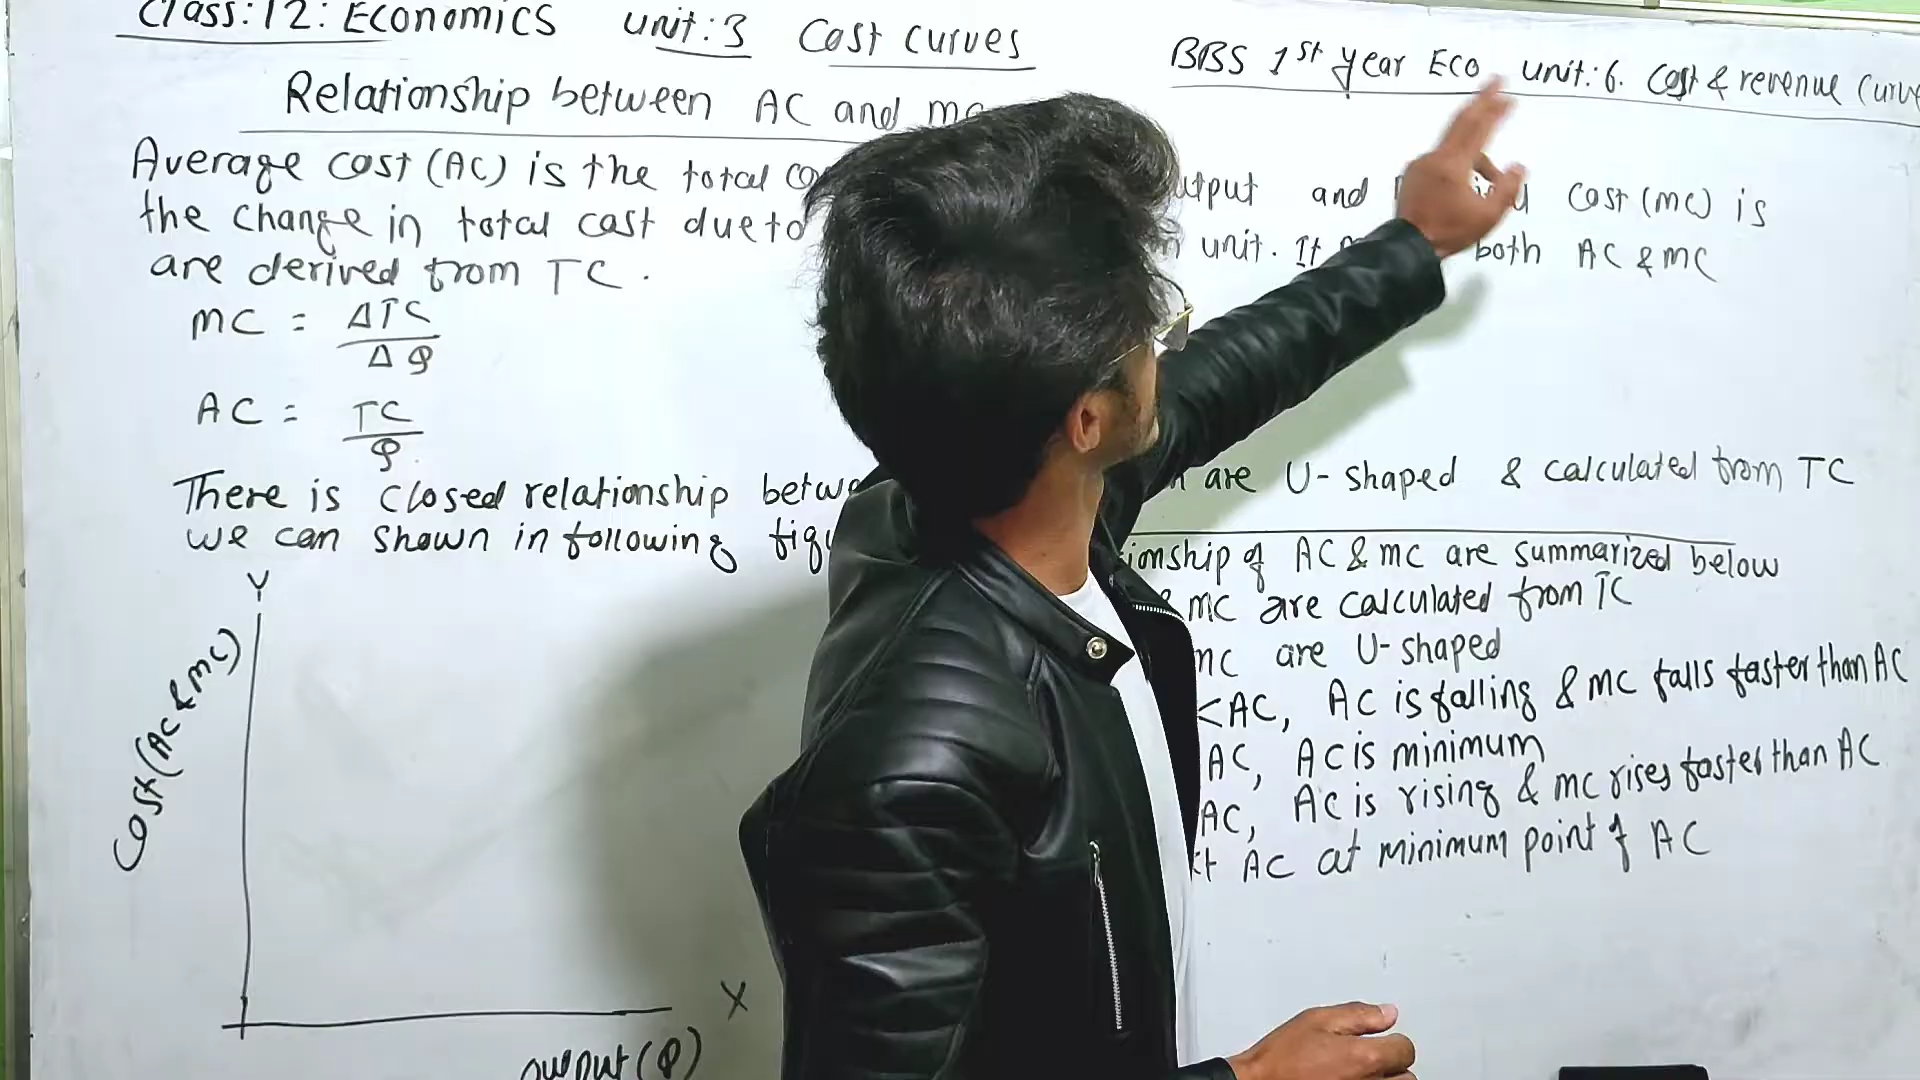 Class: 12: Economics unit: 3 Cost curves
BBS 1st year Eco unit: 6. Cost & revenue Curve
Relationship between AC and mc
Average cost (AC) is the total utput and cost (mc) is
the change in total cost due to unit. It both AC & MC
are derived from TC.
MC = ΔTC
ΔQ
AC = TC
Q
There is closed relationship betwe are U-shaped & calculated from TC
we can shown in following figu
ionship of AC & mc are summarized below
& MC are calculated from TC
mc are U-shaped
<AC, AC is falling & MC falls faster than AC
AC, AC is minimum
AC, AC is rising & mc rises faster than AC
AC at minimum point of AC
Y
Cost (AC & MC)
X
output (Q)